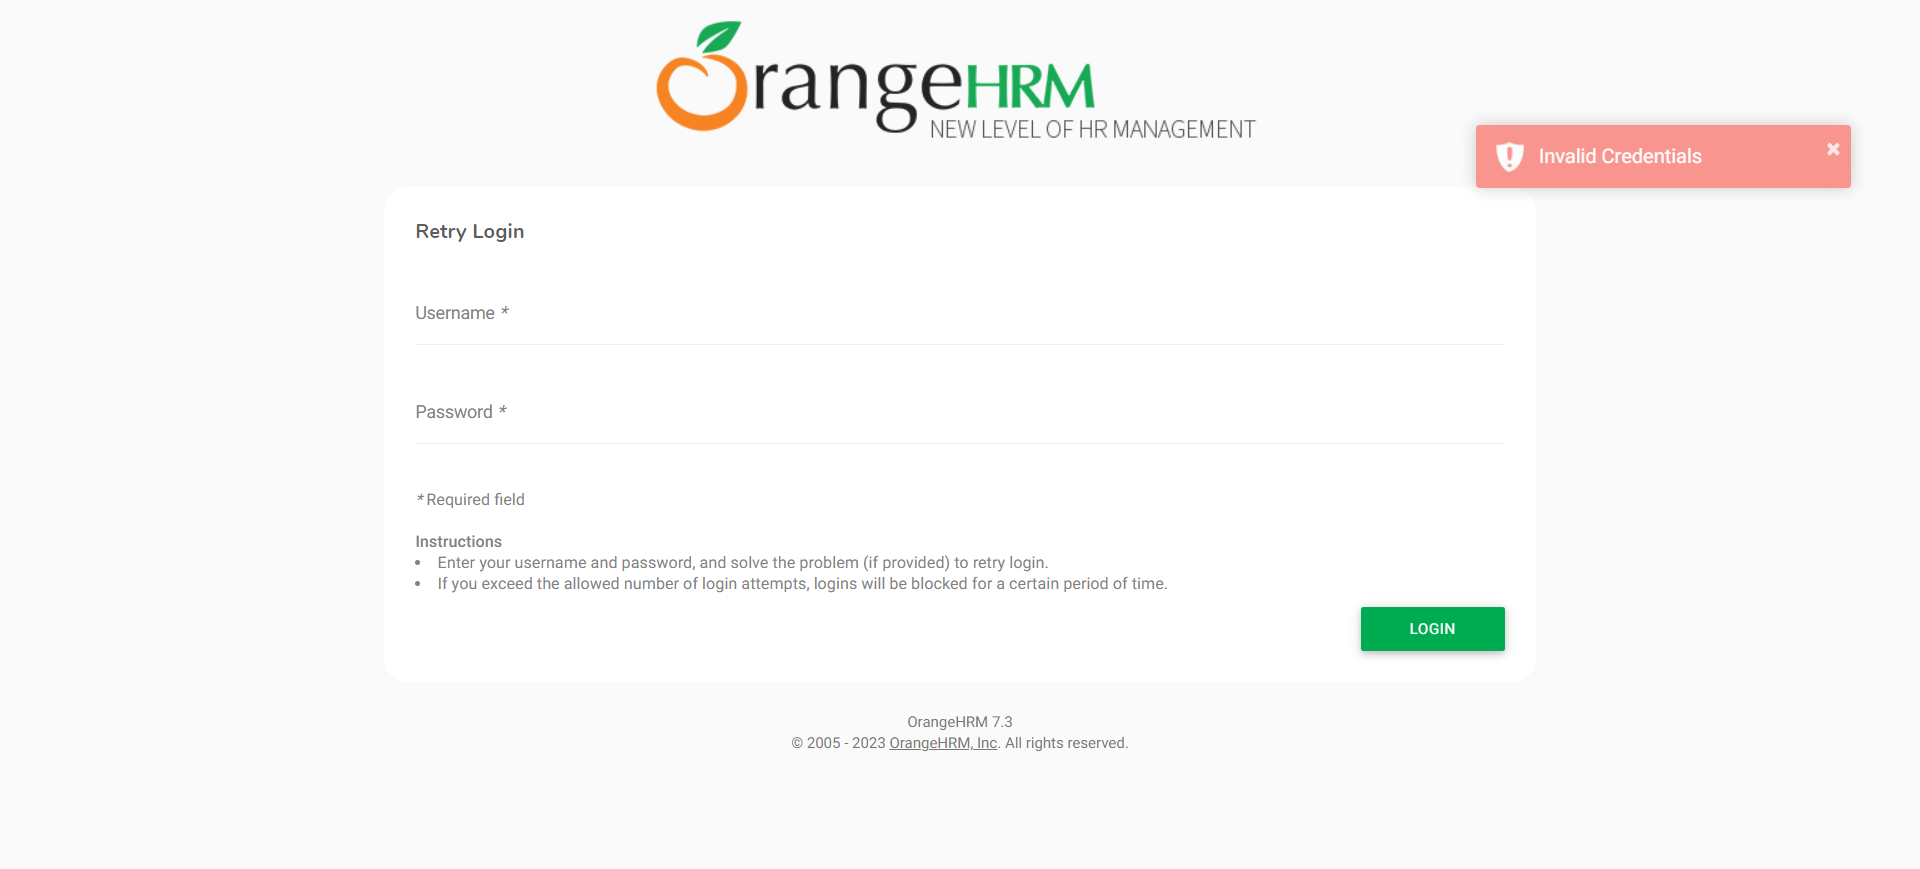 OrangeHRM
NEW LEVEL OF HR MANAGEMENT
Invalid Credentials
Retry Login
Username *
Password *
* Required field
Instructions
• Enter your username and password, and solve the problem (if provided) to retry login.
• If you exceed the allowed number of login attempts, logins will be blocked for a certain period of time.
LOGIN
OrangeHRM 7.3
© 2005 - 2023 OrangeHRM, Inc. All rights reserved.